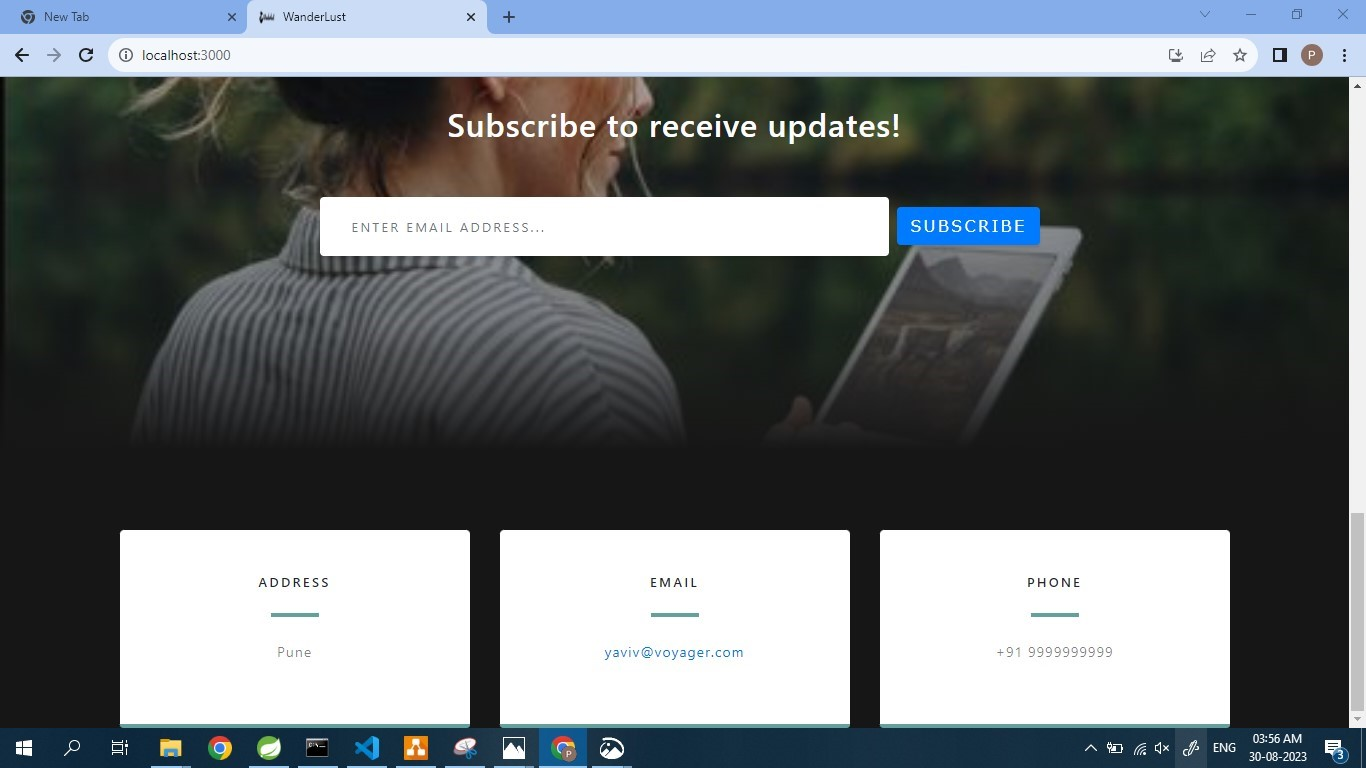 New Tab
WanderLust
localhost:3000
P
Subscribe to receive updates!
ENTER EMAIL ADDRESS...
SUBSCRIBE
ADDRESS
Pune
EMAIL
yaviv@voyager.com
PHONE
+91 9999999999
P
ENG
03:56 AM
30-08-2023
3